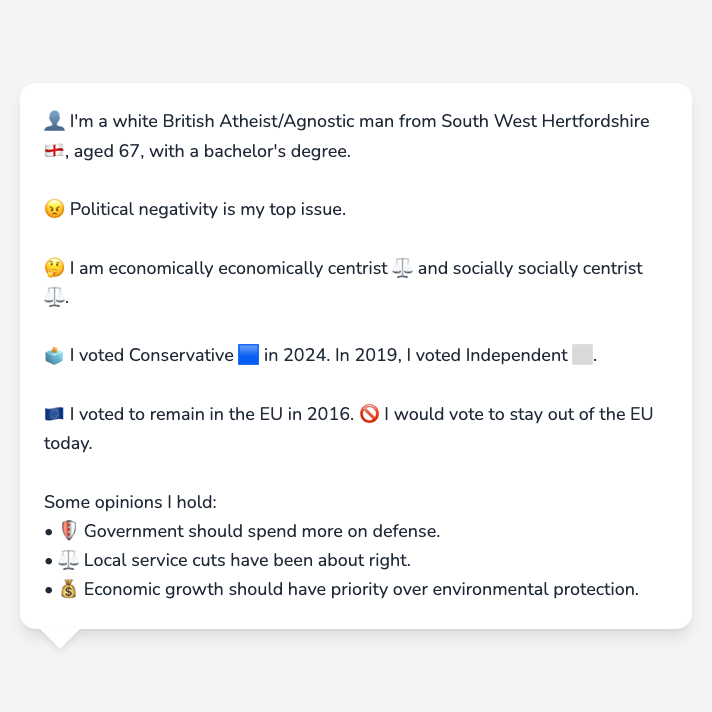 👤 I'm a white British Atheist/Agnostic man from South West Hertfordshire
🏴󠁧󠁢󠁥󠁮󠁧󠁿, aged 67, with a bachelor's degree.
😠 Political negativity is my top issue.
🤔 I am economically economically centrist ⚖️ and socially socially centrist
⚖️.
🗳️ I voted Conservative 🟦 in 2024. In 2019, I voted Independent ⬜.
🇪🇺 I voted to remain in the EU in 2016. 🚫 I would vote to stay out of the EU
today.
Some opinions I hold:
• 🛡️ Government should spend more on defense.
• ⚖️ Local service cuts have been about right.
• 💰 Economic growth should have priority over environmental protection.